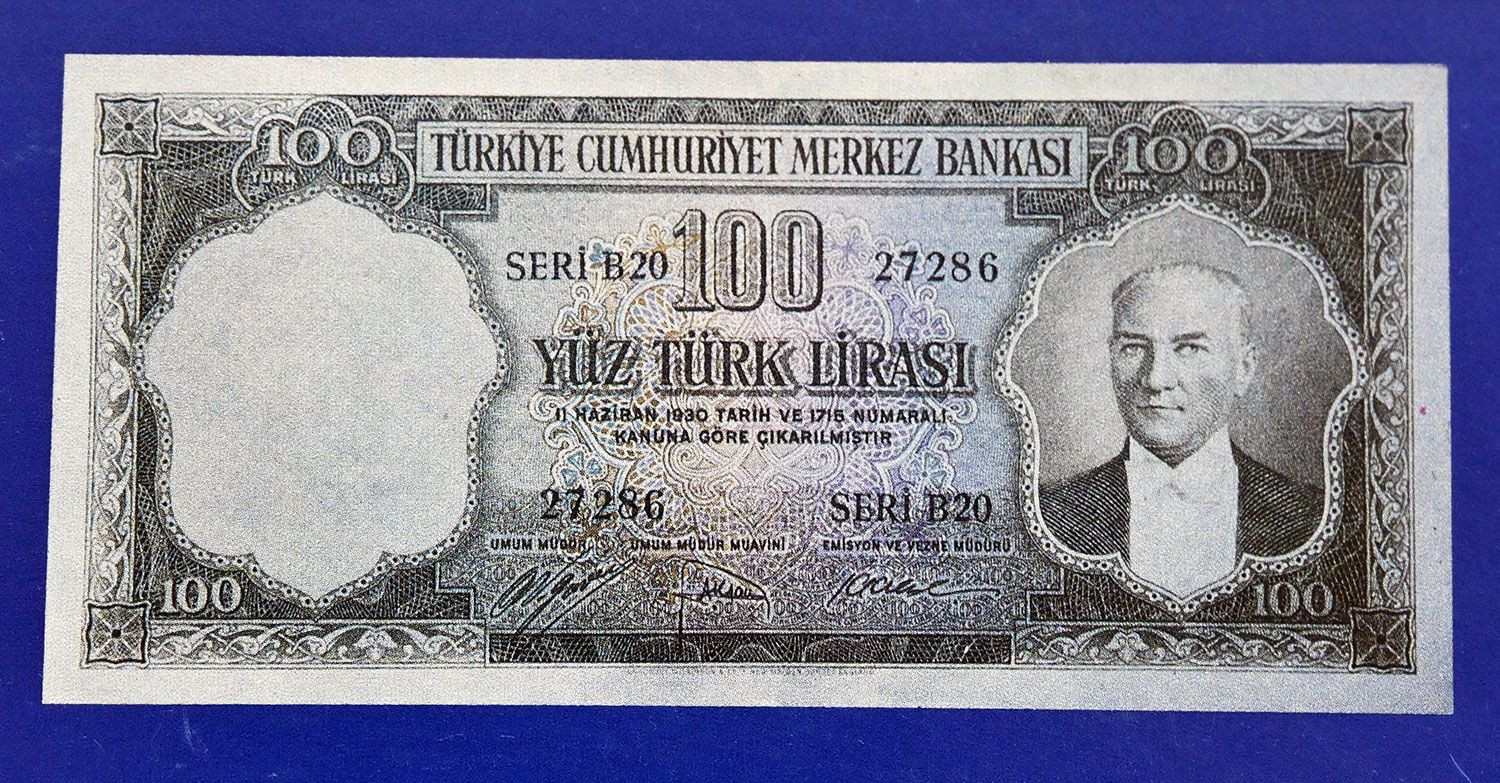 100 TÜRK LİRASI
TÜRKİYE CUMHURİYET MERKEZ BANKASI
100 TÜRK LİRASI
SERİ B20 100 27286
YÜZ TÜRK LİRASI
11 HAZİRAN 1930 TARİH VE 1715 NUMARALI
KANUNA GÖRE ÇIKARILMIŞTIR
27286 SERİ B20
UMUM MÜDÜR UMUM MÜDÜR MUAVİNİ EMİSYON VE VEZNE MÜDÜRÜ
100 100